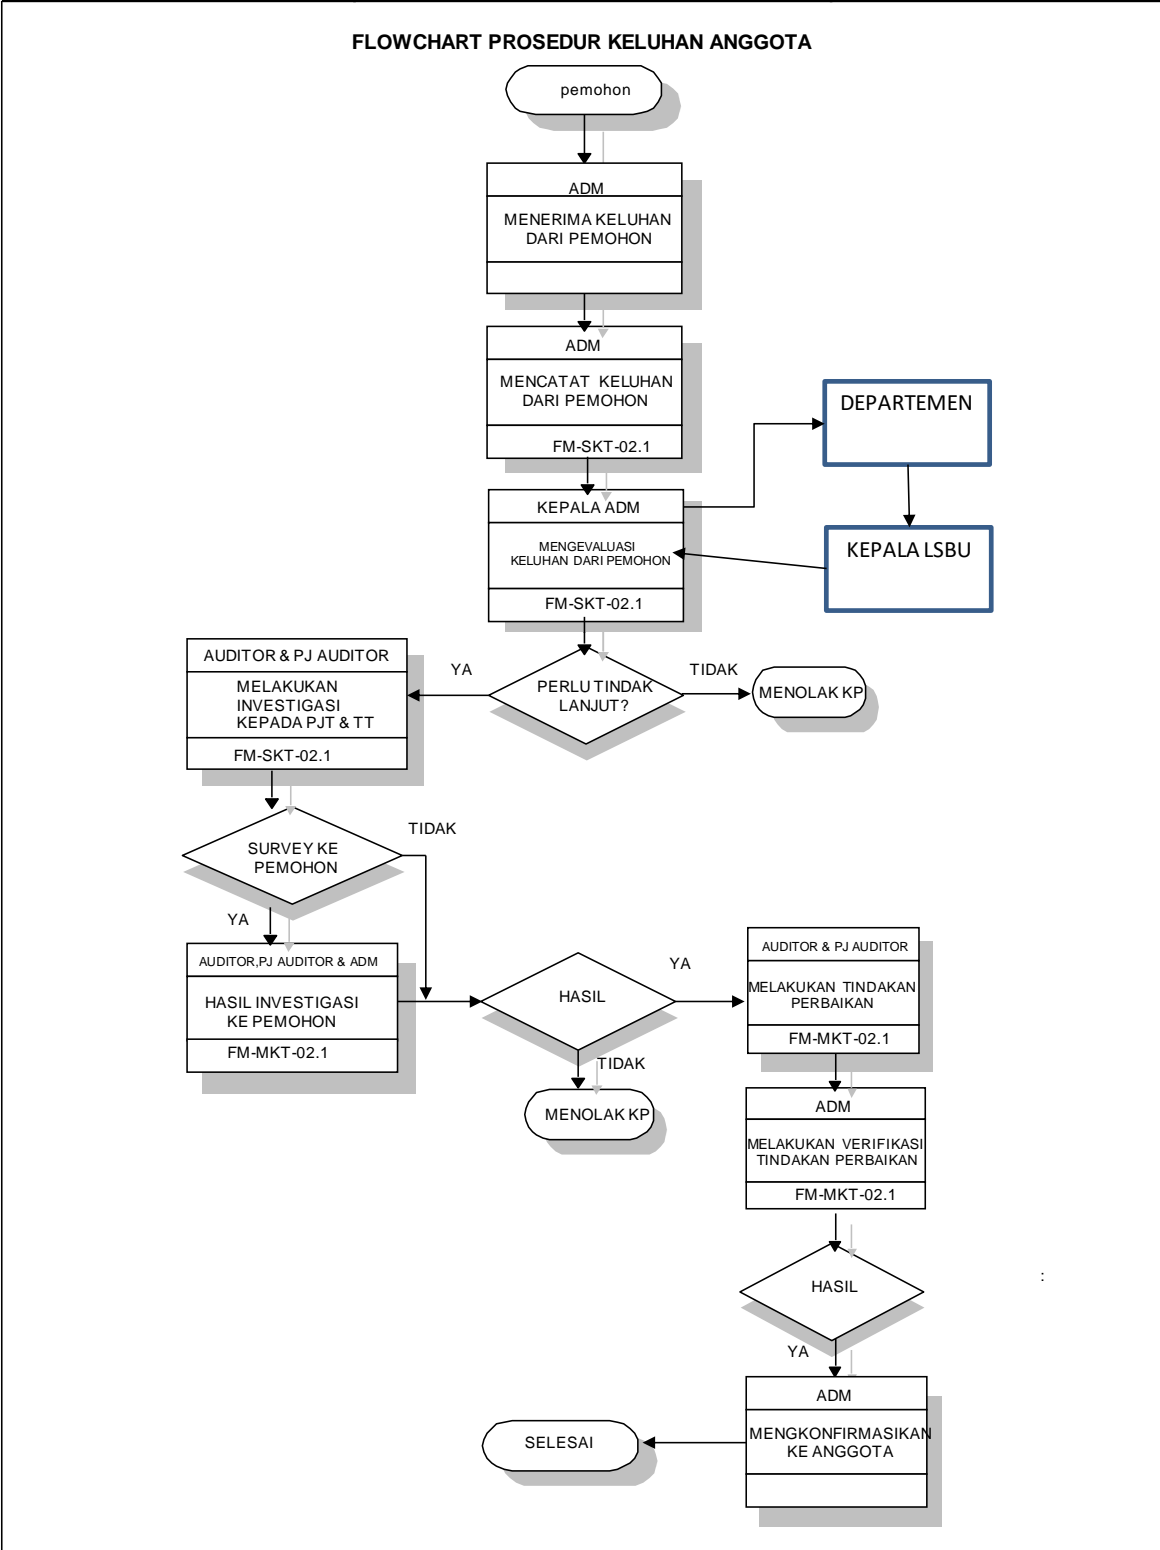 FLOWCHART PROSEDUR KELUHAN ANGGOTA
pemohon
ADM
MENERIMA KELUHAN
DARI PEMOHON
ADM
MENCATAT KELUHAN
DARI PEMOHON
FM-SKT-02.1
DEPARTEMEN
KEPALA ADM
MENGEVALUASI
KELUHAN DARI PEMOHON
FM-SKT-02.1
KEPALA LSBU
PERLU TINDAK
LANJUT?
YA
TIDAK
MENOLAK KP
AUDITOR & PJ AUDITOR
MELAKUKAN
INVESTIGASI
KEPADA PJT & TT
FM-SKT-02.1
SURVEY KE
PEMOHON
TIDAK
YA
AUDITOR,PJ AUDITOR & ADM
HASIL INVESTIGASI
KE PEMOHON
FM-MKT-02.1
HASIL
YA
TIDAK
MENOLAK KP
AUDITOR & PJ AUDITOR
MELAKUKAN TINDAKAN
PERBAIKAN
FM-MKT-02.1
ADM
MELAKUKAN VERIFIKASI
TINDAKAN PERBAIKAN
FM-MKT-02.1
:
HASIL
YA
ADM
MENGKONFIRMASIKAN
KE ANGGOTA
SELESAI